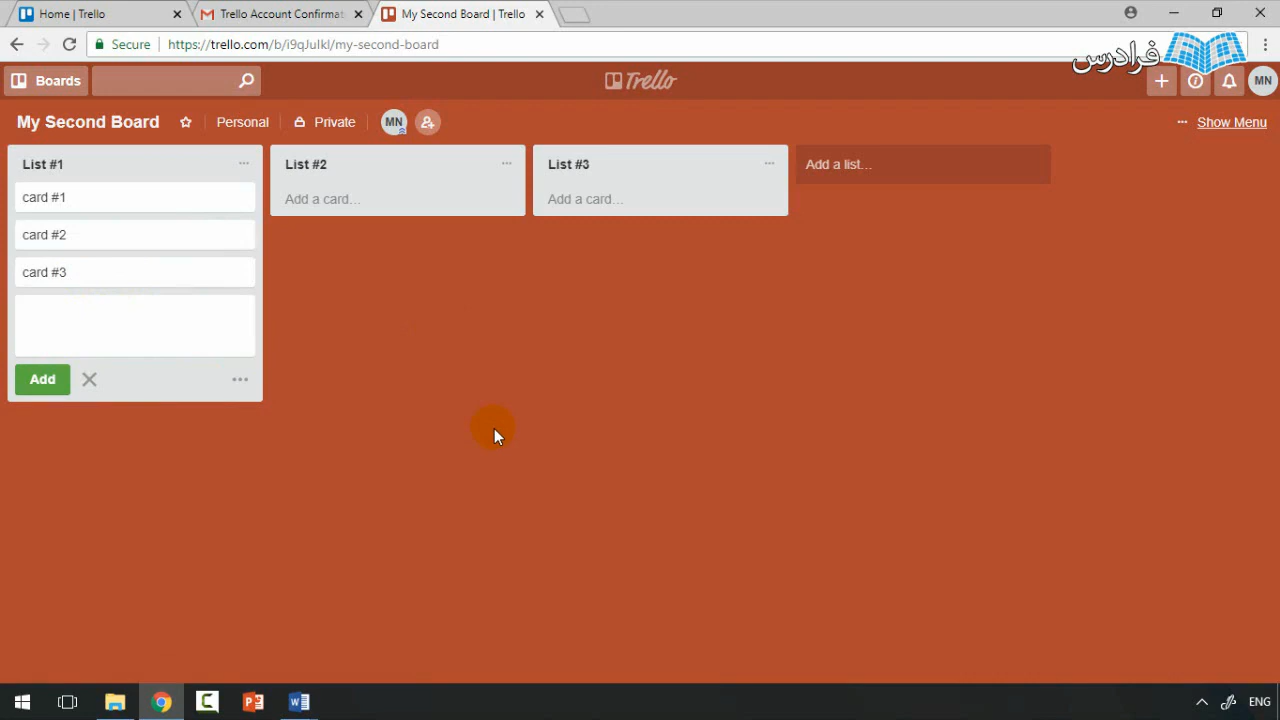 Home | Trello
Trello Account Confirmat
My Second Board | Trello
Secure
https://trello.com/b/i9qJulkl/my-second-board
فرادرس
Boards
Trello
MN
My Second Board
Personal
Private
MN
Show Menu
List #1
List #2
List #3
Add a list...
card #1
Add a card...
Add a card...
card #2
card #3
Add
ENG